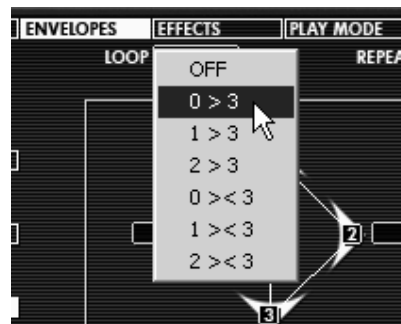 ENVELOPES EFFECTS PLAY MODE
LOOP REPEA
OFF
0 > 3
1 > 3
2 > 3
0 >< 3
1 >< 3
2 >< 3
2
3